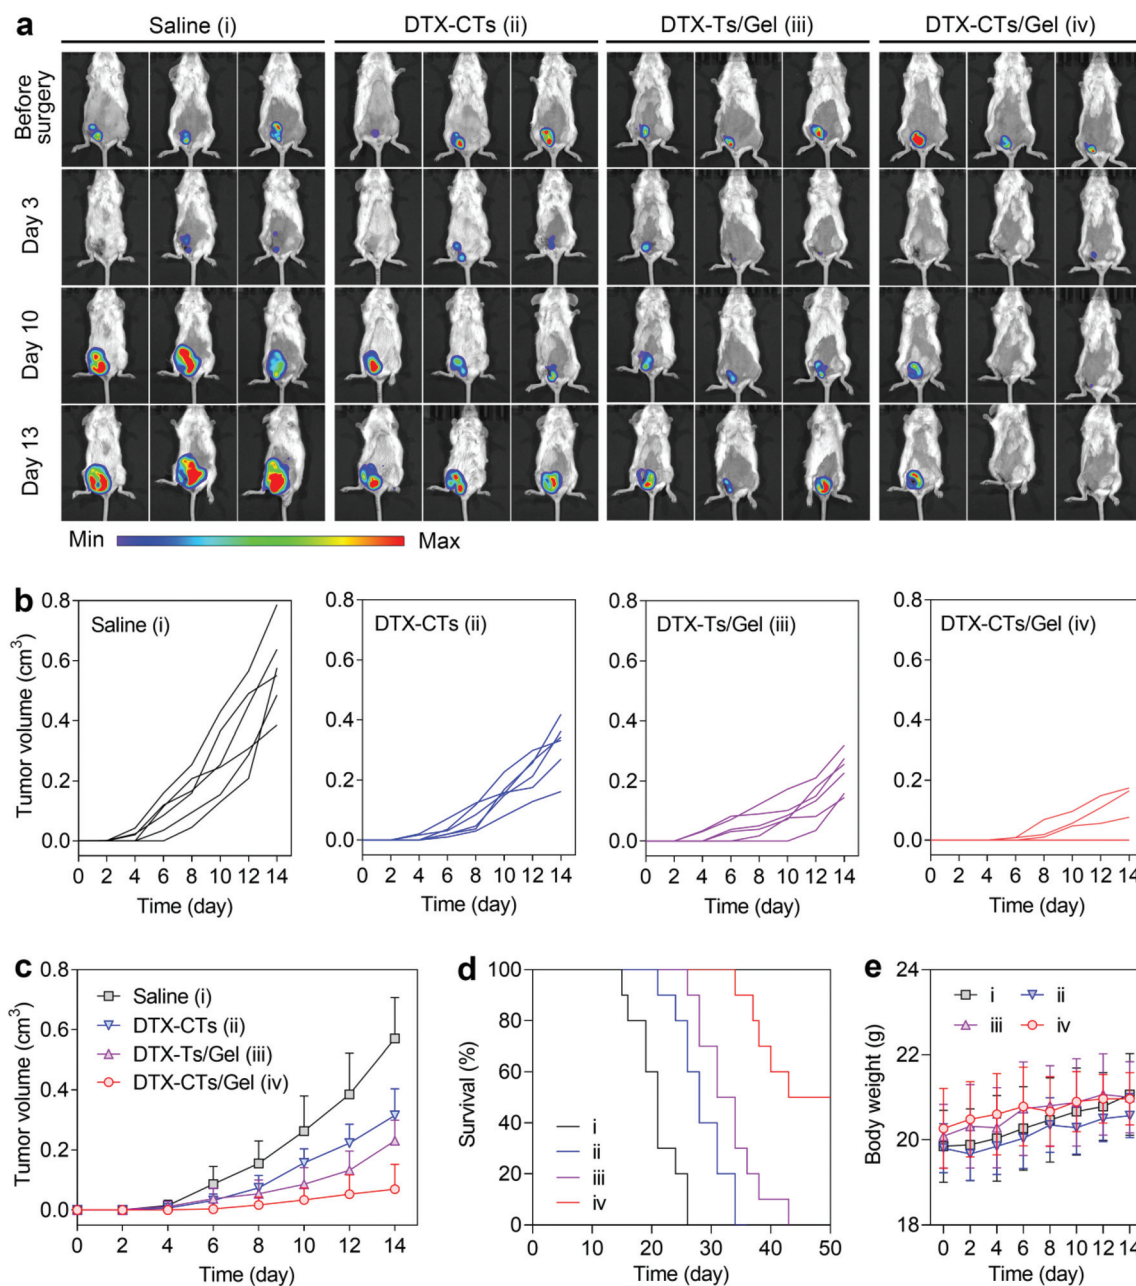 a
Saline (i) DTX-CTs (ii) DTX-Ts/Gel (iii) DTX-CTs/Gel (iv)
Before
surgery
Day 3
Day 10
Day 13
Min Max
b
Tumor volume (cm³)
0.8
0.6
0.4
0.2
0.0
Saline (i)
0 2 4 6 8 10 12 14
Time (day)
0.8
0.6
0.4
0.2
0.0
DTX-CTs (ii)
0 2 4 6 8 10 12 14
Time (day)
0.8
0.6
0.4
0.2
0.0
DTX-Ts/Gel (iii)
0 2 4 6 8 10 12 14
Time (day)
0.8
0.6
0.4
0.2
0.0
DTX-CTs/Gel (iv)
0 2 4 6 8 10 12 14
Time (day)
c
Tumor volume (cm³)
0.8
0.6
0.4
0.2
0.0
Saline (i)
DTX-CTs (ii)
DTX-Ts/Gel (iii)
DTX-CTs/Gel (iv)
0 2 4 6 8 10 12 14
Time (day)
d
Survival (%)
100
80
60
40
20
0
i
ii
iii
iv
0 10 20 30 40 50
Time (day)
e
Body weight (g)
24
22
20
18
i ii
iii iv
0 2 4 6 8 10 12 14
Time (day)